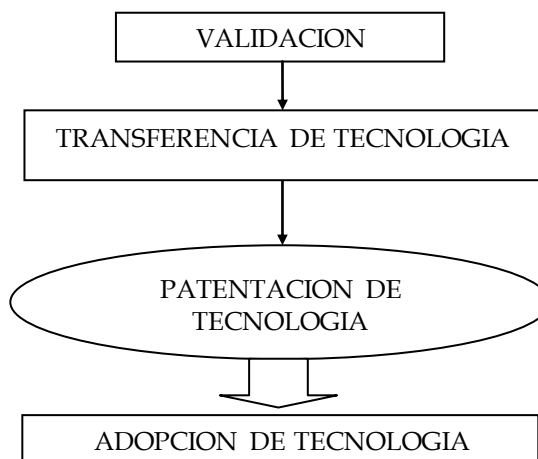 VALIDACION
TRANSFERENCIA DE TECNOLOGIA
PATENTACION DE
TECNOLOGIA
ADOPCION DE TECNOLOGIA